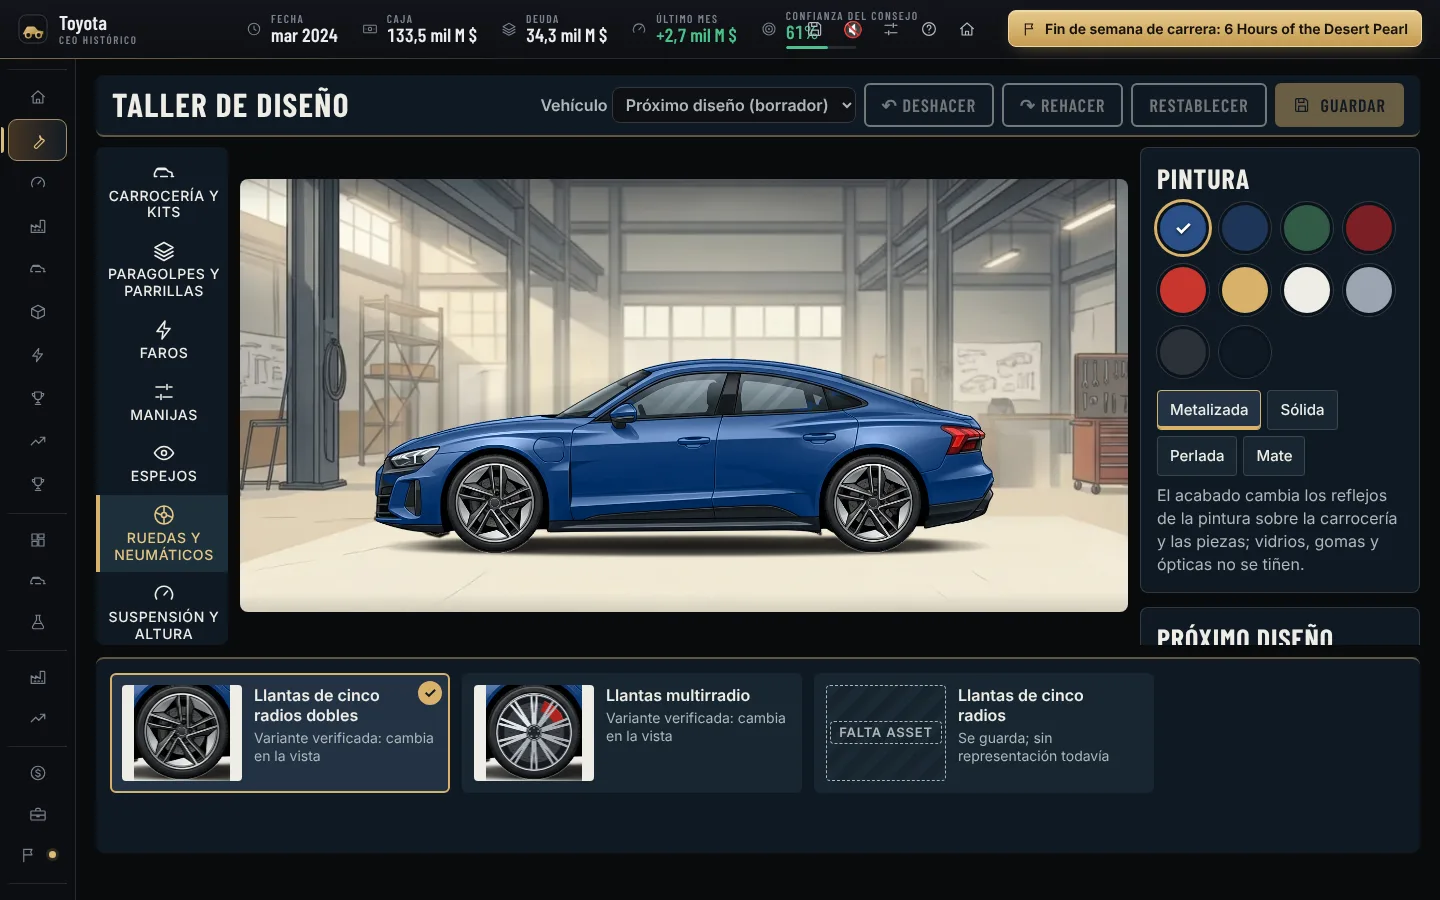 Toyota
CEO HISTÓRICO
FECHA
mar 2024
CAJA
133,5 mil M $
DEUDA
34,3 mil M $
ÚLTIMO MES
+2,7 mil M $
CONFIANZA DEL CONSEJO
61%
Fin de semana de carrera: 6 Hours of the Desert Pearl
TALLER DE DISEÑO
Vehículo
Próximo diseño (borrador)
DESHACER
REHACER
RESTABLECER
GUARDAR
CARROCERÍA Y
KITS
PARAGOLPES Y
PARRILLAS
FAROS
MANIJAS
ESPEJOS
RUEDAS Y
NEUMÁTICOS
SUSPENSIÓN Y
ALTURA
PINTURA
Metalizada
Sólida
Perlada
Mate
El acabado cambia los reflejos
de la pintura sobre la carrocería
y las piezas; vidrios, gomas y
ópticas no se tiñen.
PRÓXIMO DISEÑO
Llantas de cinco
radios dobles
Variante verificada: cambia
en la vista
Llantas multirradio
Variante verificada: cambia
en la vista
FALTA ASSET
Llantas de cinco
radios
Se guarda; sin
representación todavía